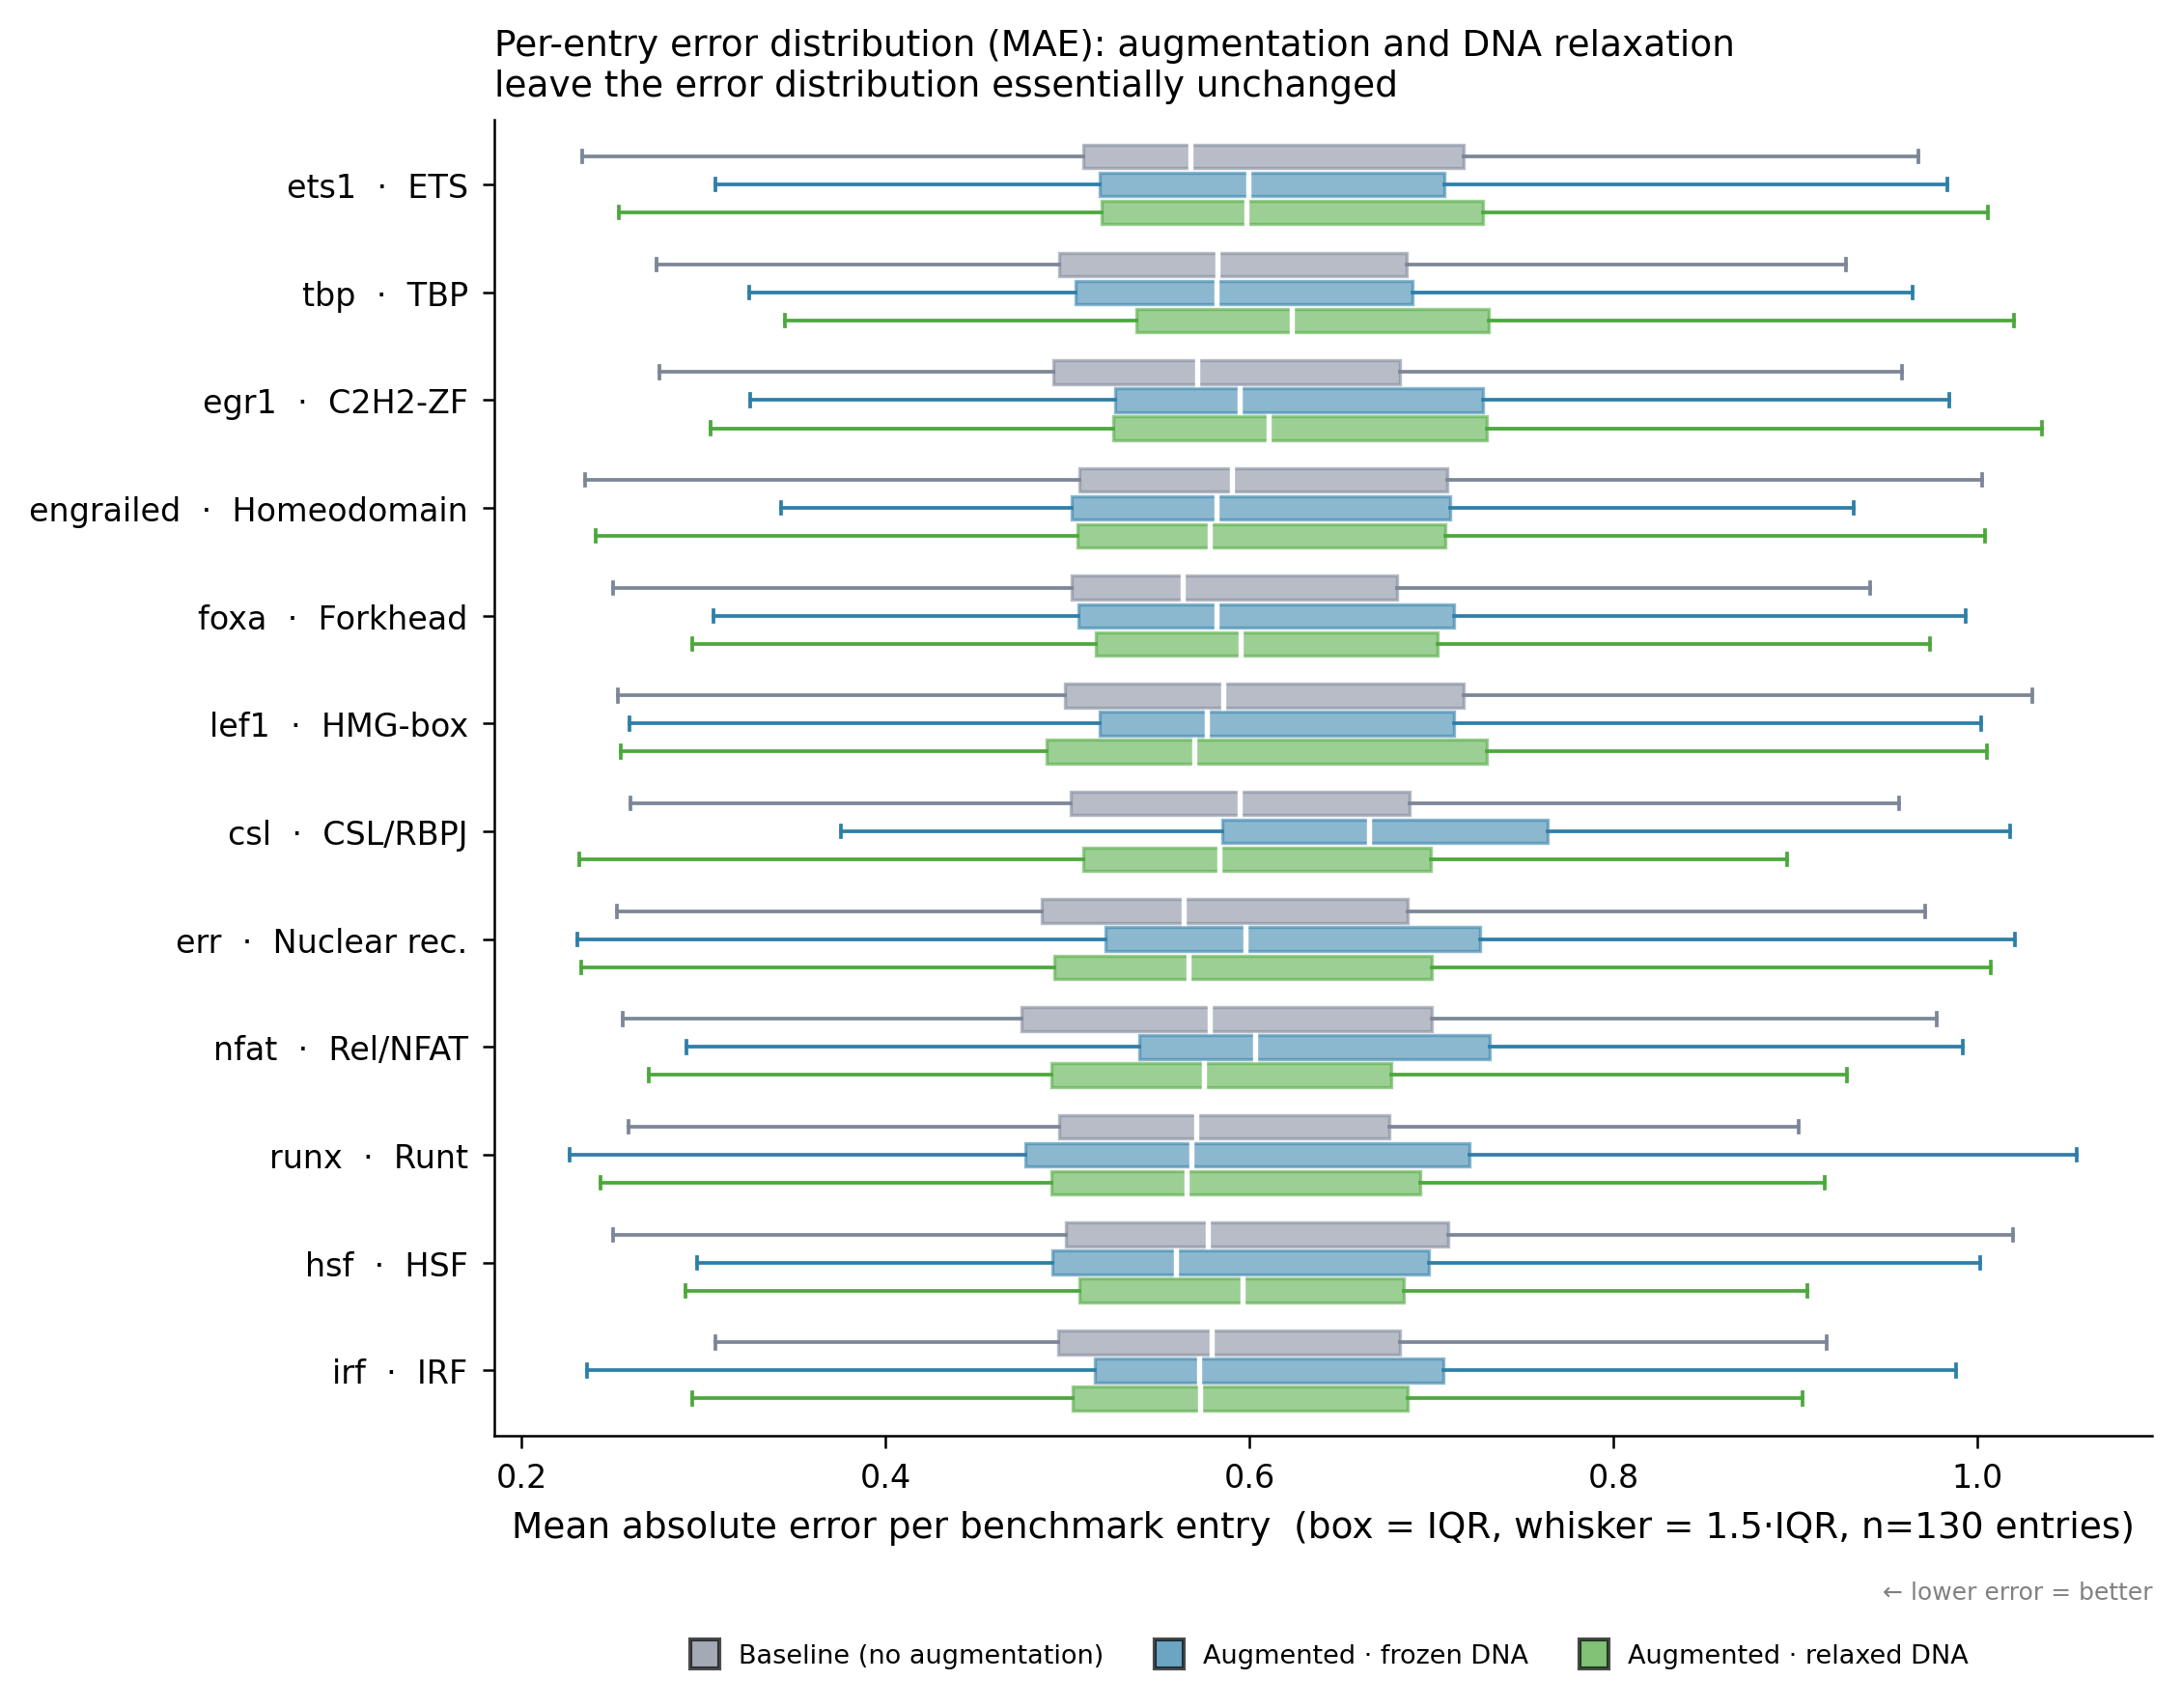 Per-entry error distribution (MAE): augmentation and DNA relaxation
leave the error distribution essentially unchanged
ets1 · ETS
tbp · TBP
egr1 · C2H2-ZF
engrailed · Homeodomain
foxa · Forkhead
lef1 · HMG-box
csl · CSL/RBPJ
err · Nuclear rec.
nfat · Rel/NFAT
runx · Runt
hsf · HSF
irf · IRF
0.2 0.4 0.6 0.8 1.0
Mean absolute error per benchmark entry (box = IQR, whisker = 1.5·IQR, n=130 entries)
← lower error = better
Baseline (no augmentation) Augmented · frozen DNA Augmented · relaxed DNA